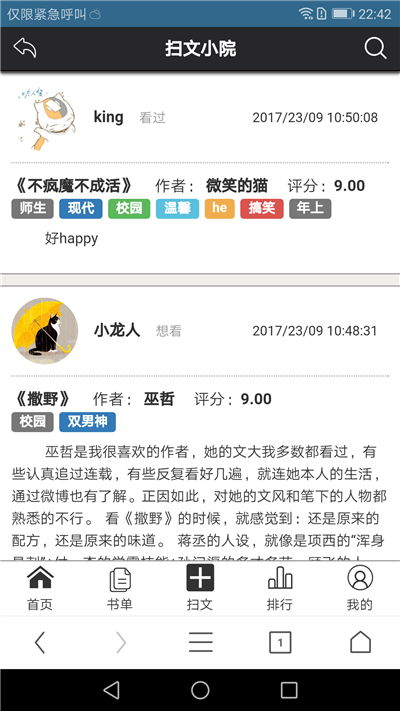 仅限紧急呼叫 22:42
扫文小院
king 看过 2017/23/09 10:50:08
《不疯魔不成活》 作者： 微笑的猫 评分：9.00
师生 现代 校园 温馨 he 搞笑 年上
好happy
小龙人 想看 2017/23/09 10:48:31
《撒野》 作者： 巫哲 评分：9.00
校园 双男神
巫哲是我很喜欢的作者，她的文大我多数都看过，有
些认真追过连载，有些反复看好几遍，就连她本人的生活，
通过微博也有了解。正因如此，对她的文风和笔下的人物都
熟悉的不行。 看《撒野》的时候，就感觉到：还是原来的
配方，还是原来的味道。 蒋丞的人设，就像是项西的“浑身
首页 书单 扫文 排行 我的
1